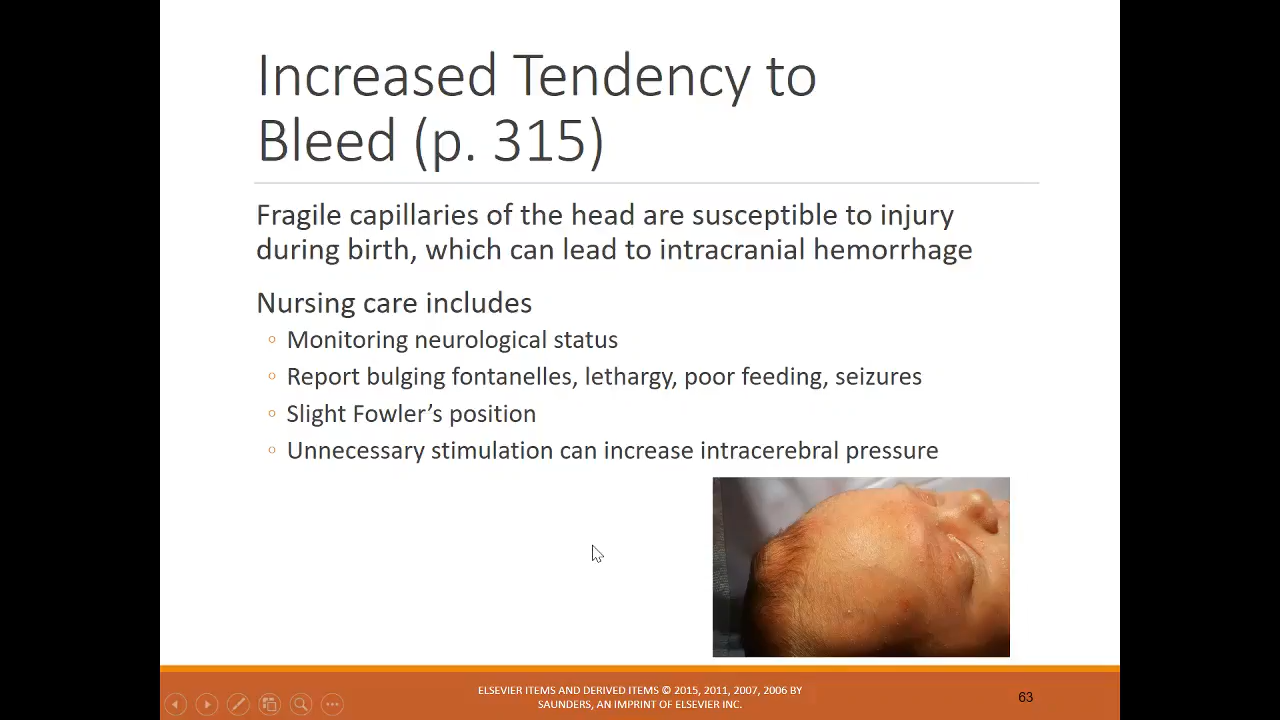 Increased Tendency to
Bleed (p. 315)
Fragile capillaries of the head are susceptible to injury
during birth, which can lead to intracranial hemorrhage
Nursing care includes
◦ Monitoring neurological status
◦ Report bulging fontanelles, lethargy, poor feeding, seizures
◦ Slight Fowler’s position
◦ Unnecessary stimulation can increase intracerebral pressure
ELSEVIER ITEMS AND DERIVED ITEMS © 2015, 2011, 2007, 2006 BY
SAUNDERS, AN IMPRINT OF ELSEVIER INC.
63